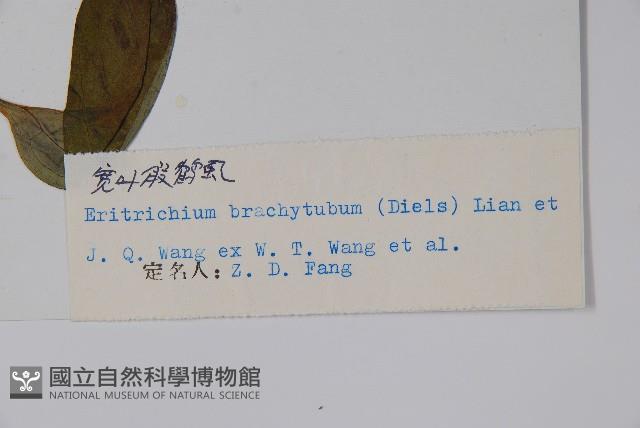 宽叶假鹤虱
Eritrichium brachytubum (Diels) Lian et
J. Q. Wang ex W. T. Wang et al.
定名人: Z. D. Fang
國立自然科學博物館
NATIONAL MUSEUM OF NATURAL SCIENCE